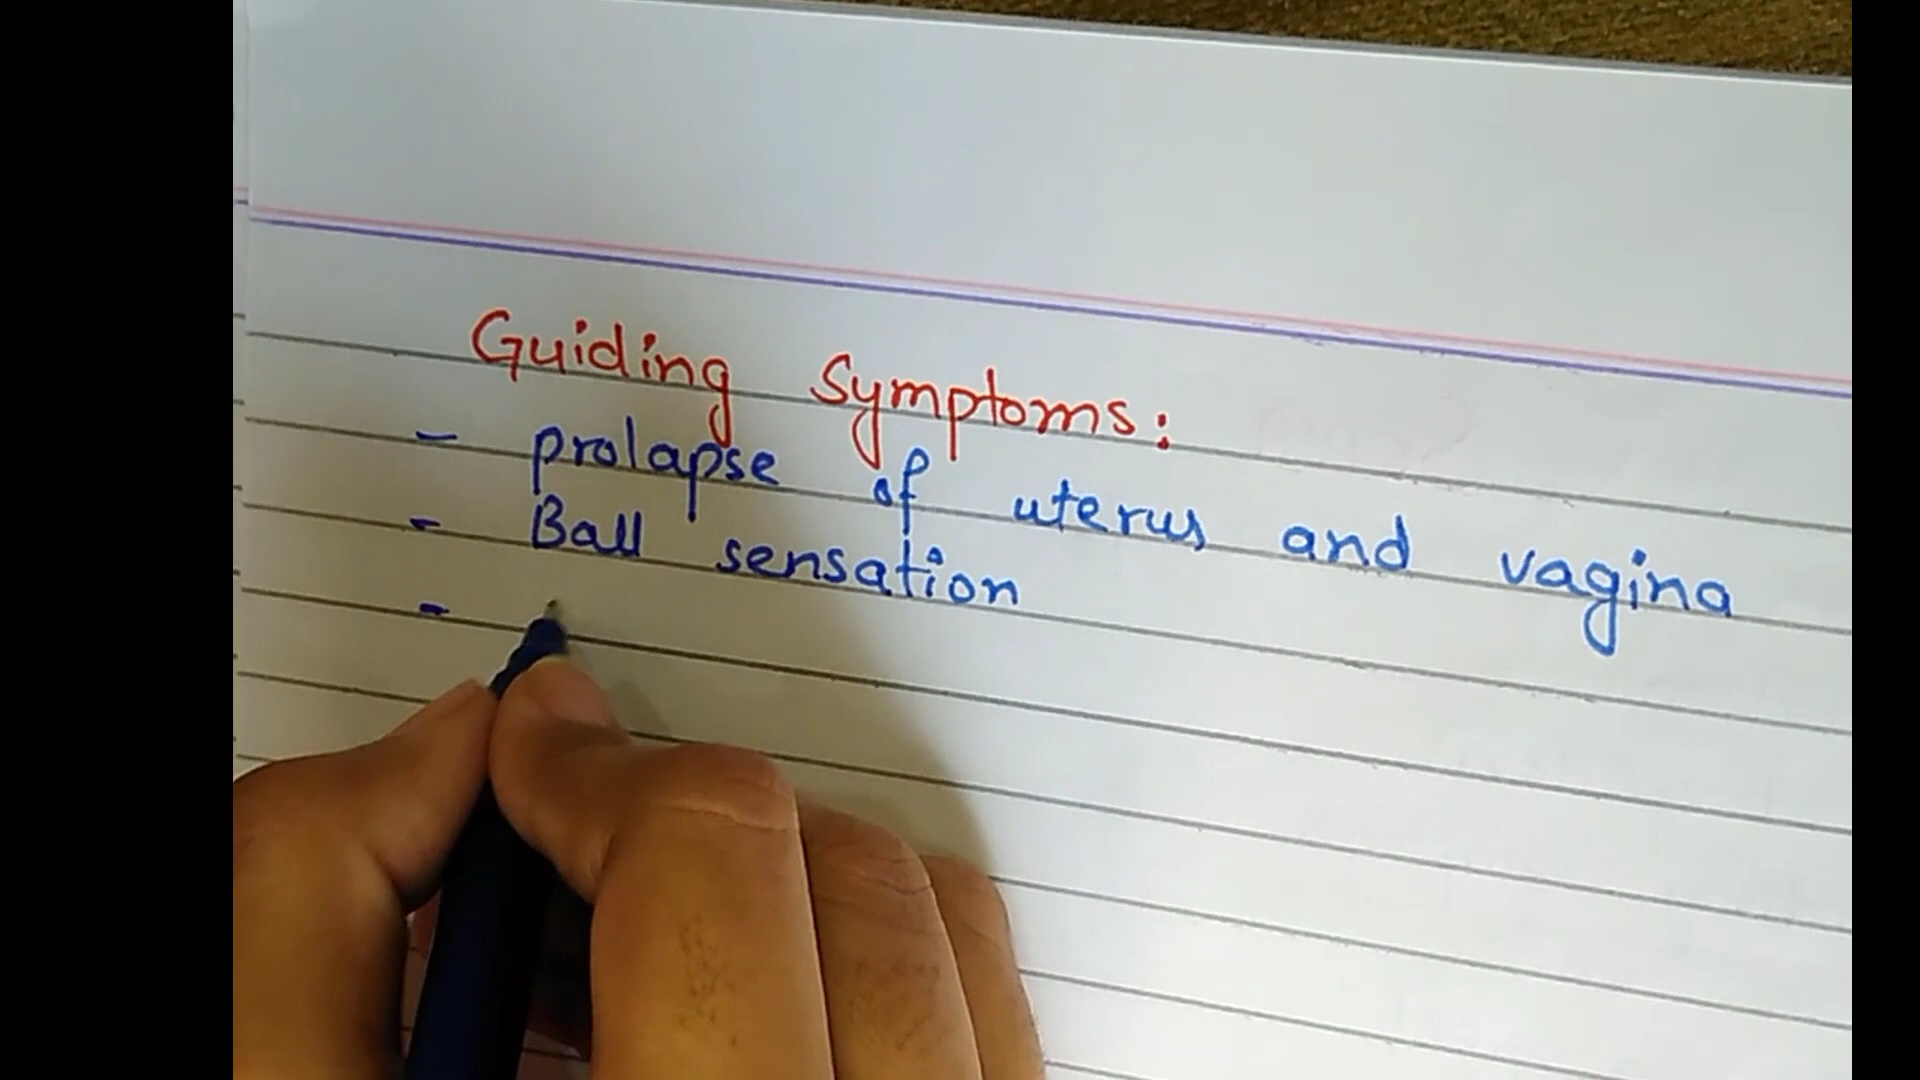 Guiding Symptoms:
- prolapse of uterus and vagina
- Ball sensation
-